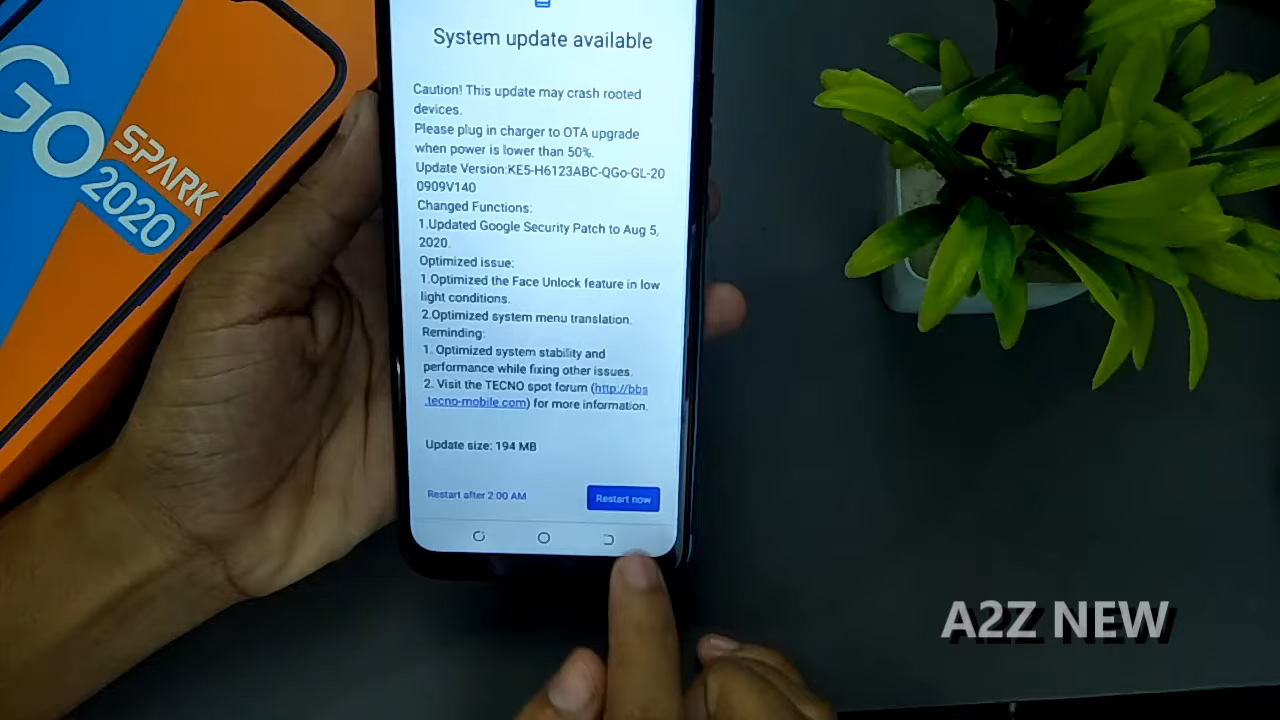 GO
SPARK
2020
System update available
Caution! This update may crash rooted
devices.
Please plug in charger to OTA upgrade
when power is lower than 50%.
Update Version:KE5-H6123ABC-QGo-GL-20
0909V140
Changed Functions:
1.Updated Google Security Patch to Aug 5,
2020.
Optimized issue:
1.Optimized the Face Unlock feature in low
light conditions.
2.Optimized system menu translation.
Reminding:
1. Optimized system stability and
performance while fixing other issues.
2. Visit the TECNO spot forum (http://bbs
.tecno-mobile.com) for more information.
Update size: 194 MB
Restart after 2:00 AM
Restart now
A2Z NEW